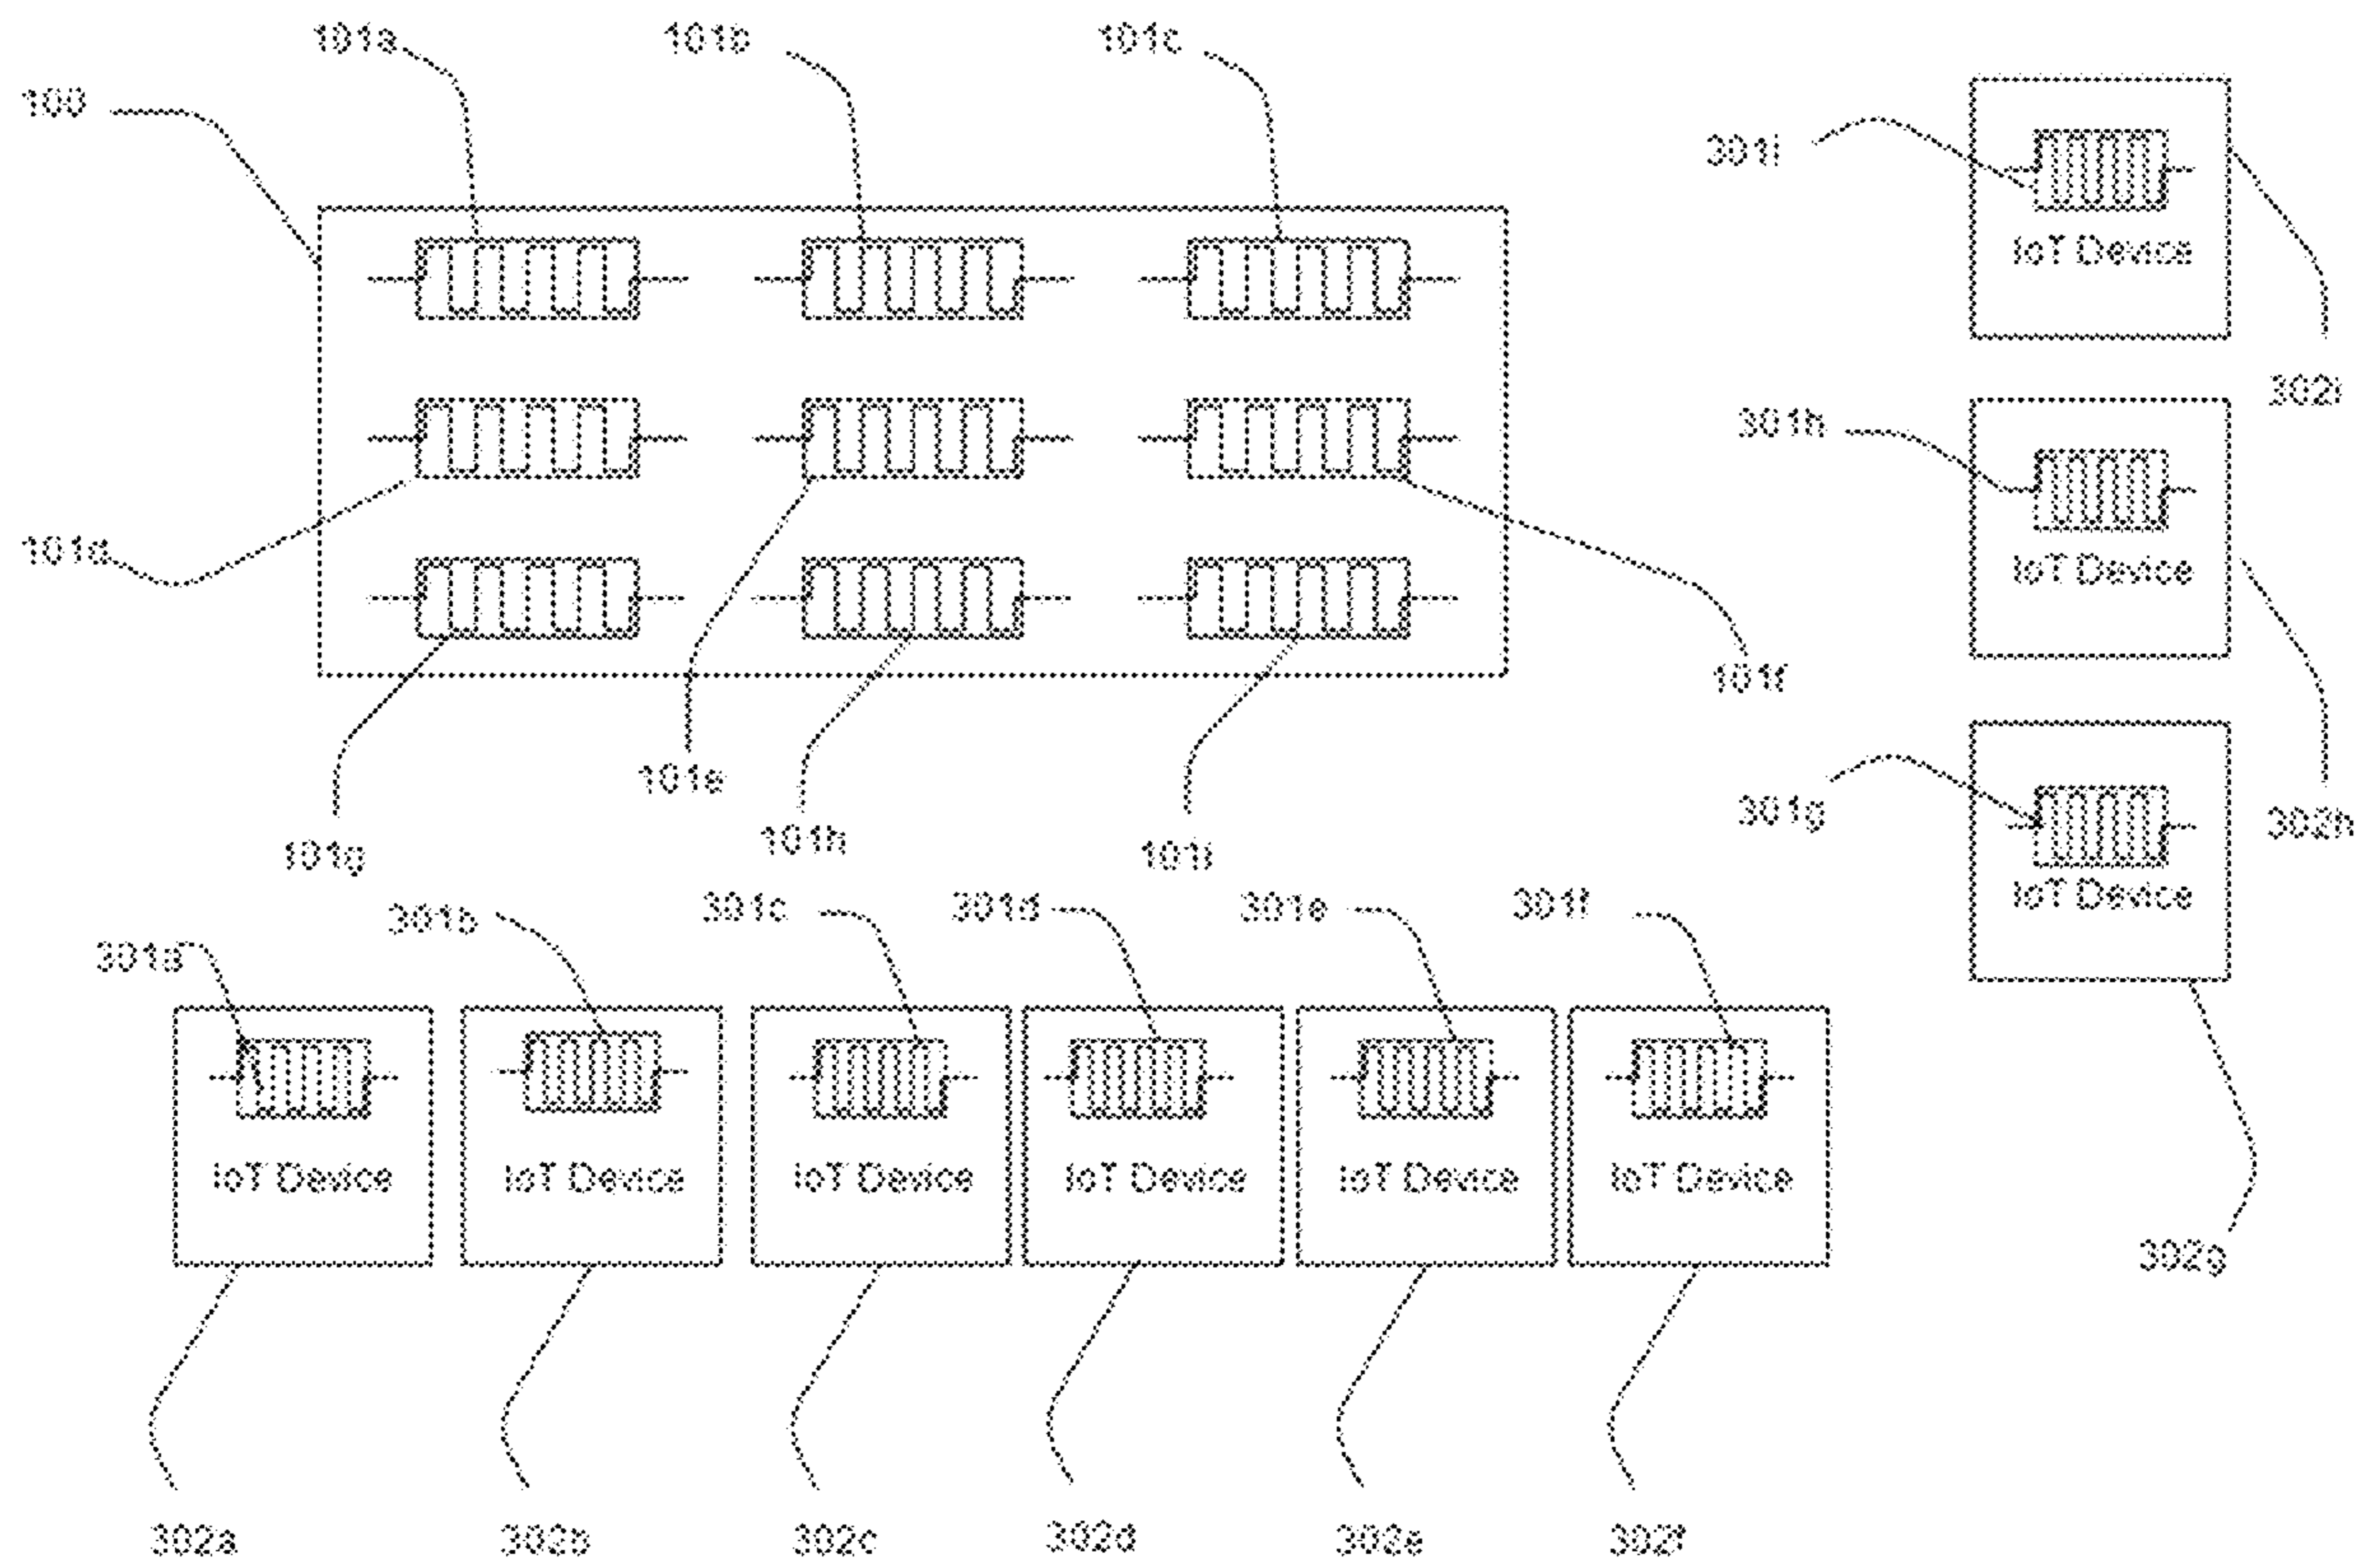 101a 101b 101c
100
301i
IoT Device
302i
301h
IoT Device
101d
101f
101e
301g
302h
101h
101g 101i
IoT Device
301a 301b 301c 301d 301e 301f
IoT Device IoT Device IoT Device IoT Device IoT Device IoT Device
302g
302a 302b 302c 302d 302e 302f